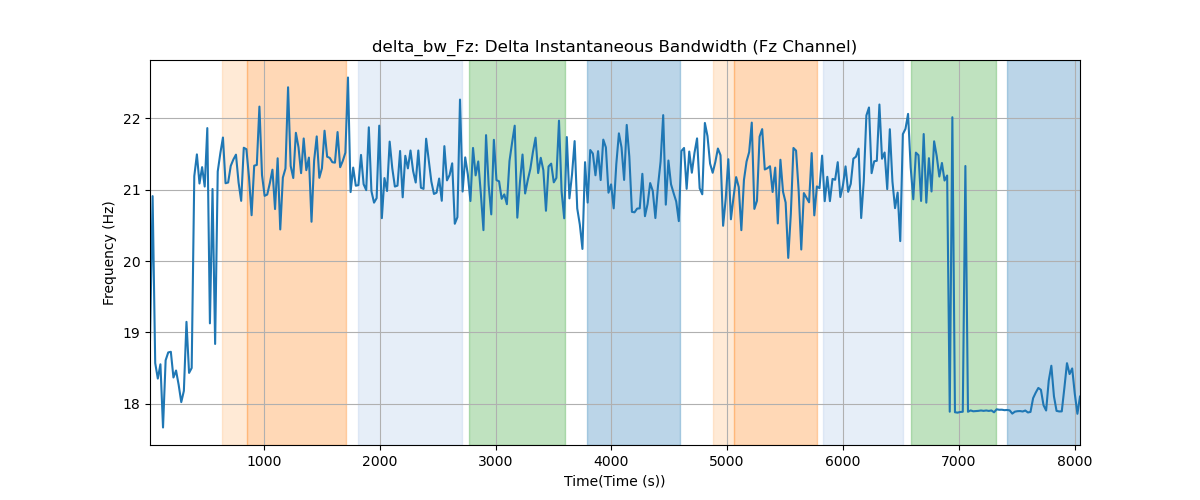 delta_bw_Fz: Delta Instantaneous Bandwidth (Fz Channel)
Frequency (Hz)
22
21
20
19
18
1000 2000 3000 4000 5000 6000 7000 8000
Time(Time (s))